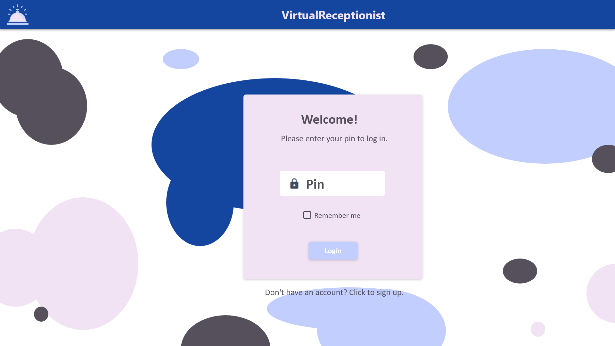 VirtualReceptionist
Welcome!
Please enter your pin to log in.
Pin
Remember me
Login
Don't have an account? Click to sign up.